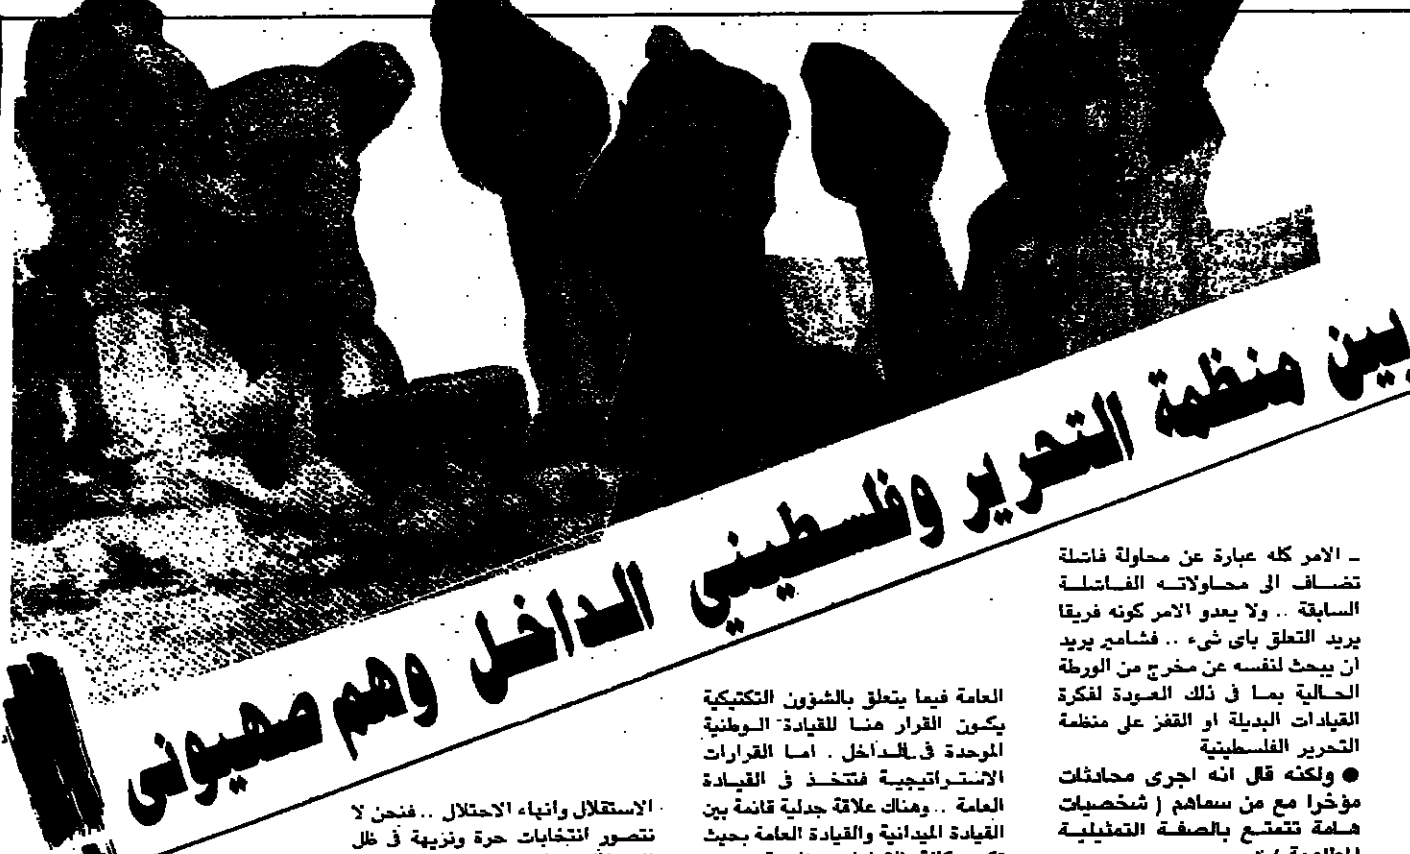 بين منظمة التحرير وفلسطيني الداخل وهم صهيونى
ـ الامر كله عبارة عن محاولة فاشلة
تضاف الى محاولاته الفاشلة
السابقة .. ولا يعدو الامر كونه فريقا
يريد التعلق باى شيء .. فشامير يريد
ان يبحث لنفسه عن مخرج من الورطة
الحالية بما فى ذلك العودة لفكرة
القيادات البديلة او القفز على منظمة
التحرير الفلسطينية
● ولكنه قال انه اجرى محادثات
مؤخرا مع من سماهم ( شخصيات
هامة تتمتع بالصفة التمثيلية
العامة فيما يتعلق بالشؤون التكتيكية
يكون القرار هنا للقيادة الوطنية
الموحدة فى الداخل . اما القرارات
الاستراتيجية فتتخذ فى القيادة
العامة .. وهناك علاقة جدلية قائمة بين
القيادة الميدانية والقيادة العامة بحيث
الاستقلال وأنهاء الاحتلال .. فنحن لا
نتصور أنتخابات حرة ونزيهة فى ظل